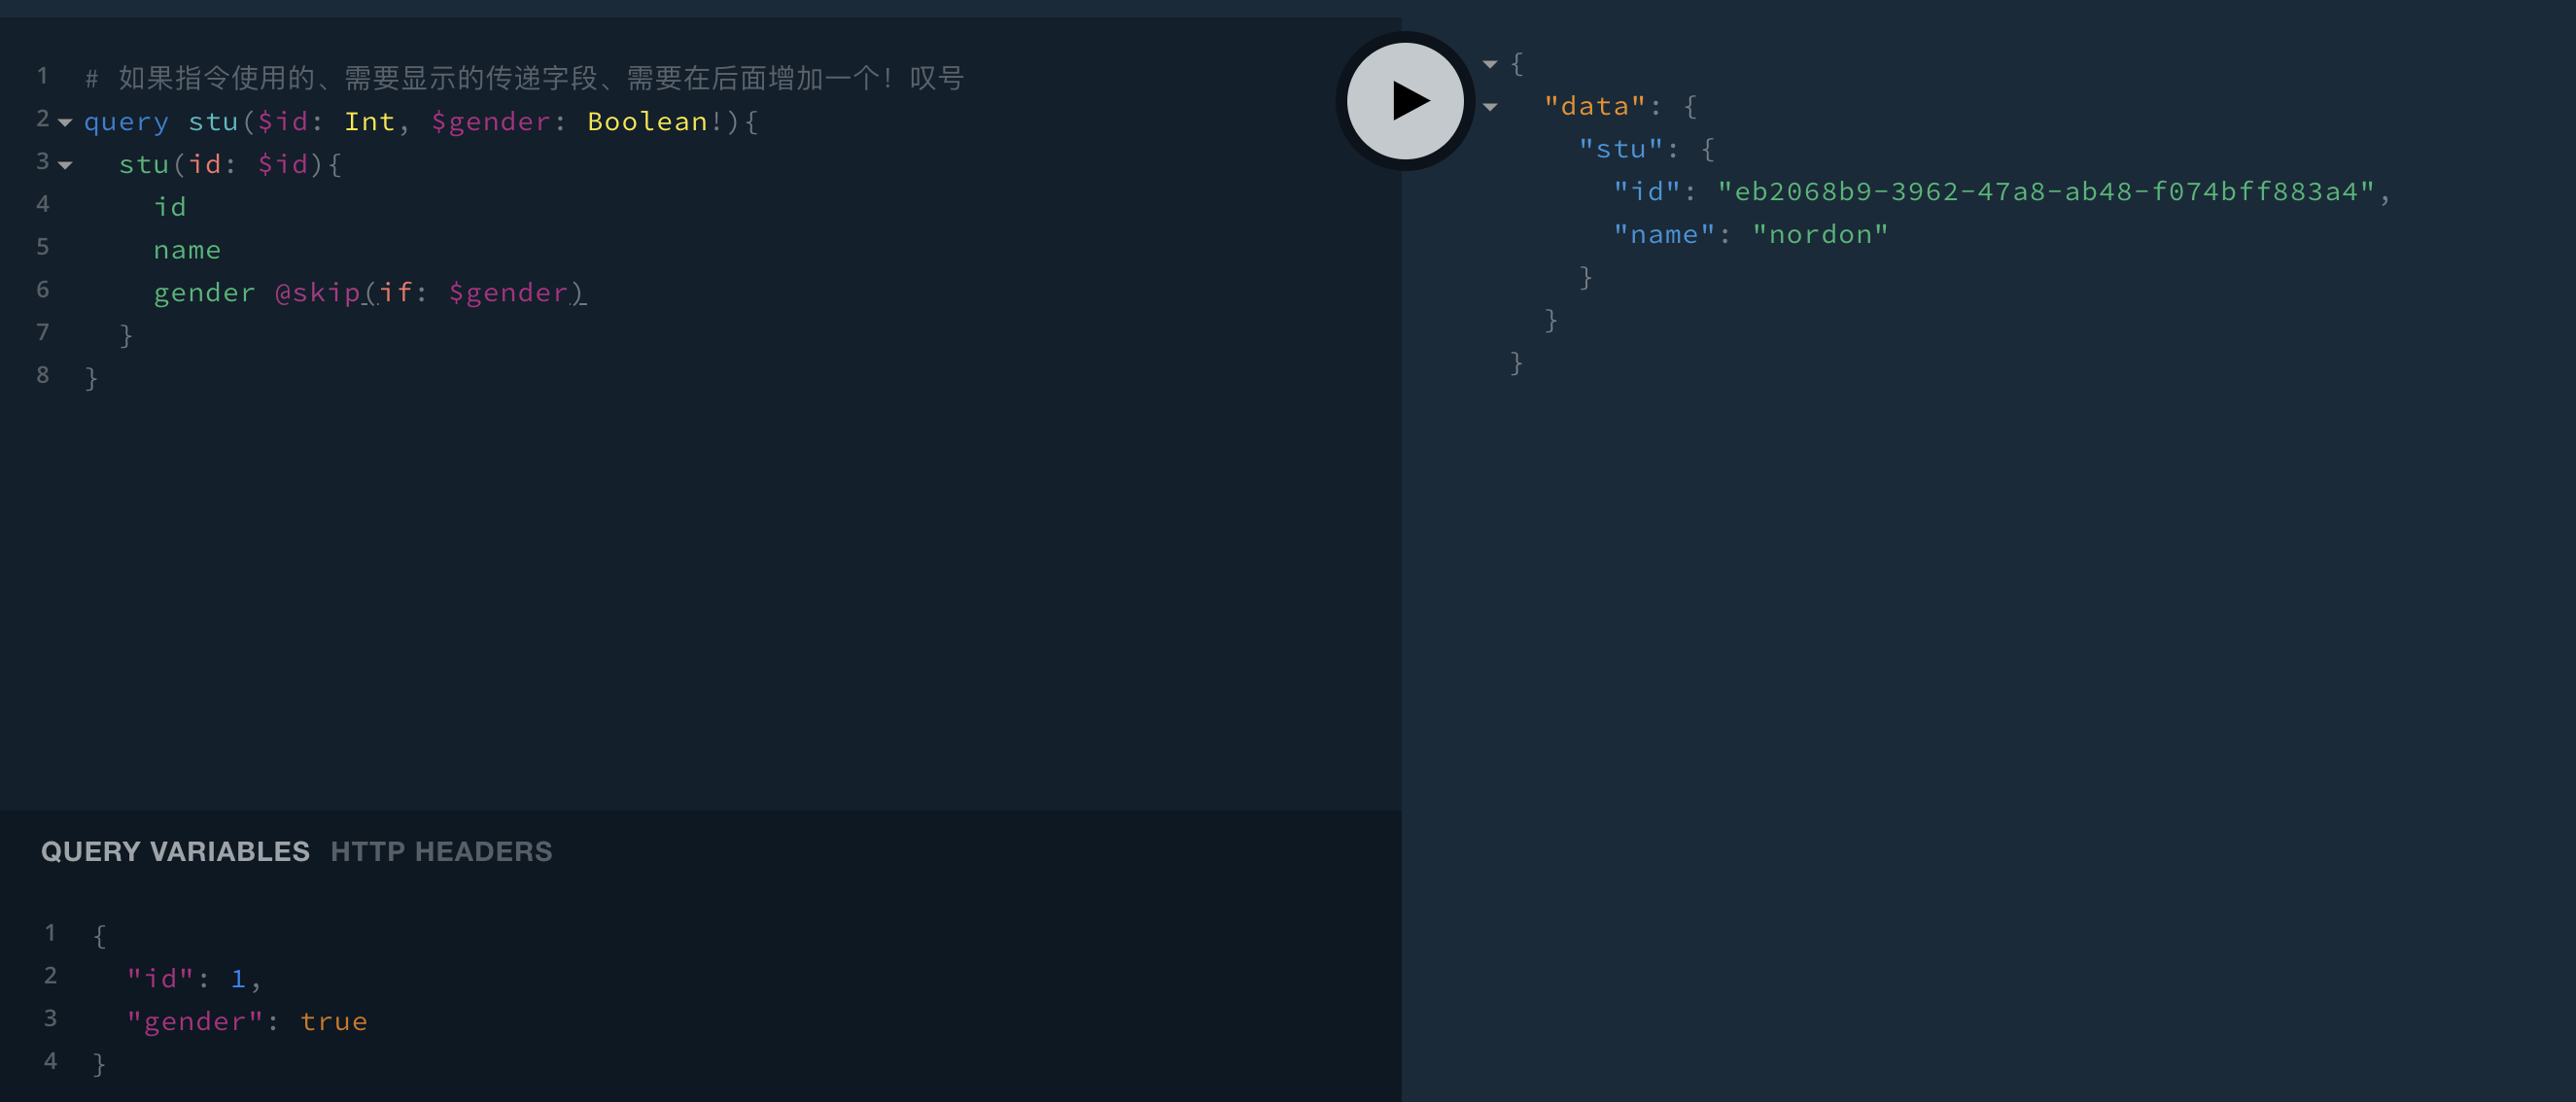 1 # 如果指令使用的、需要显示的传递字段、需要在后面增加一个! 叹号
2 query stu($id: Int, $gender: Boolean!){
3 stu(id: $id){
4 id
5 name
6 gender @skip(if: $gender)
7 }
8 }
QUERY VARIABLES HTTP HEADERS
1 {
2 "id": 1,
3 "gender": true
4 }
{
"data": {
"stu": {
"id": "eb2068b9-3962-47a8-ab48-f074bff883a4",
"name": "nordon"
}
}
}